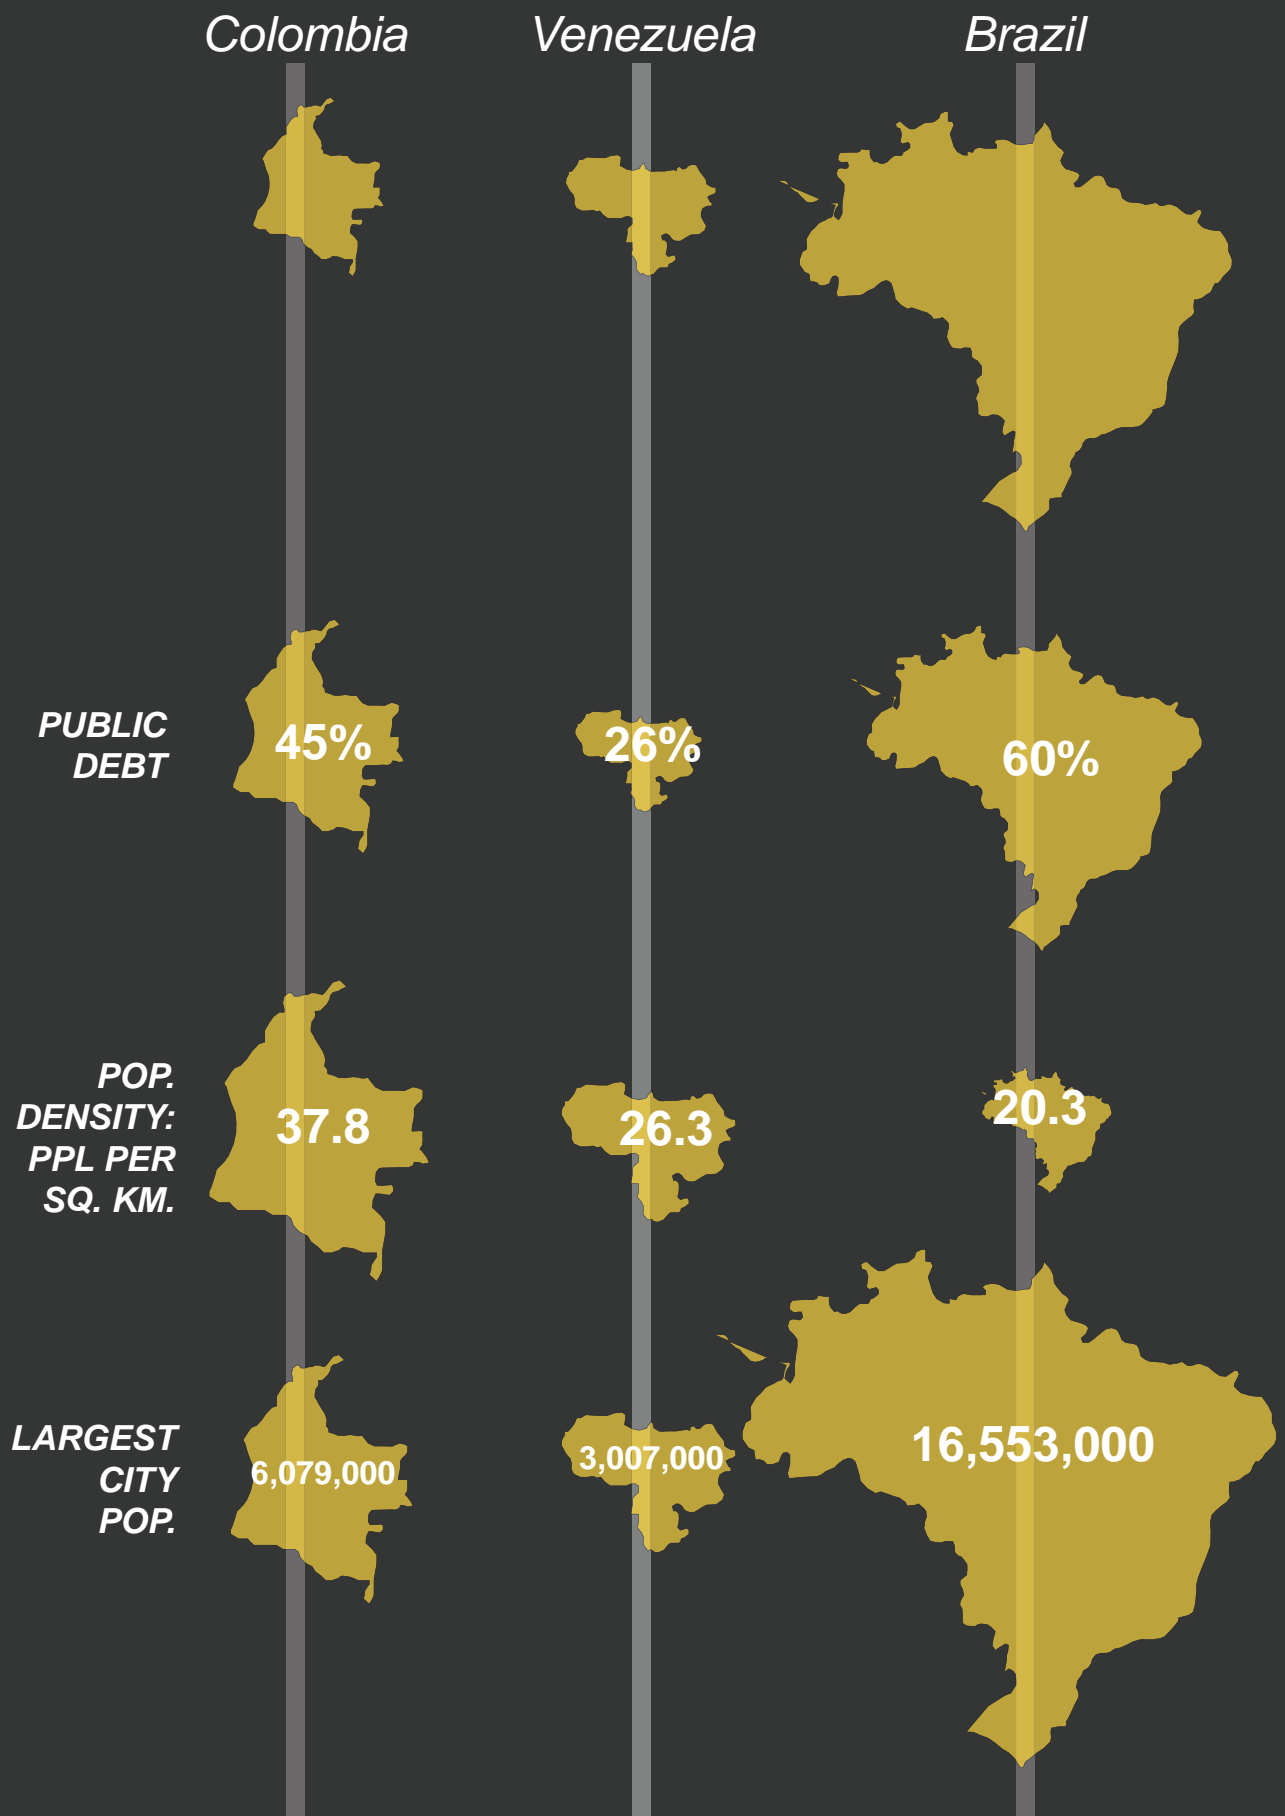 Colombia Venezuela Brazil
PUBLIC
DEBT
45% 26% 60%
POP.
DENSITY:
PPL PER
SQ. KM.
37.8 26.3 20.3
LARGEST
CITY
POP.
6,079,000 3,007,000 16,553,000